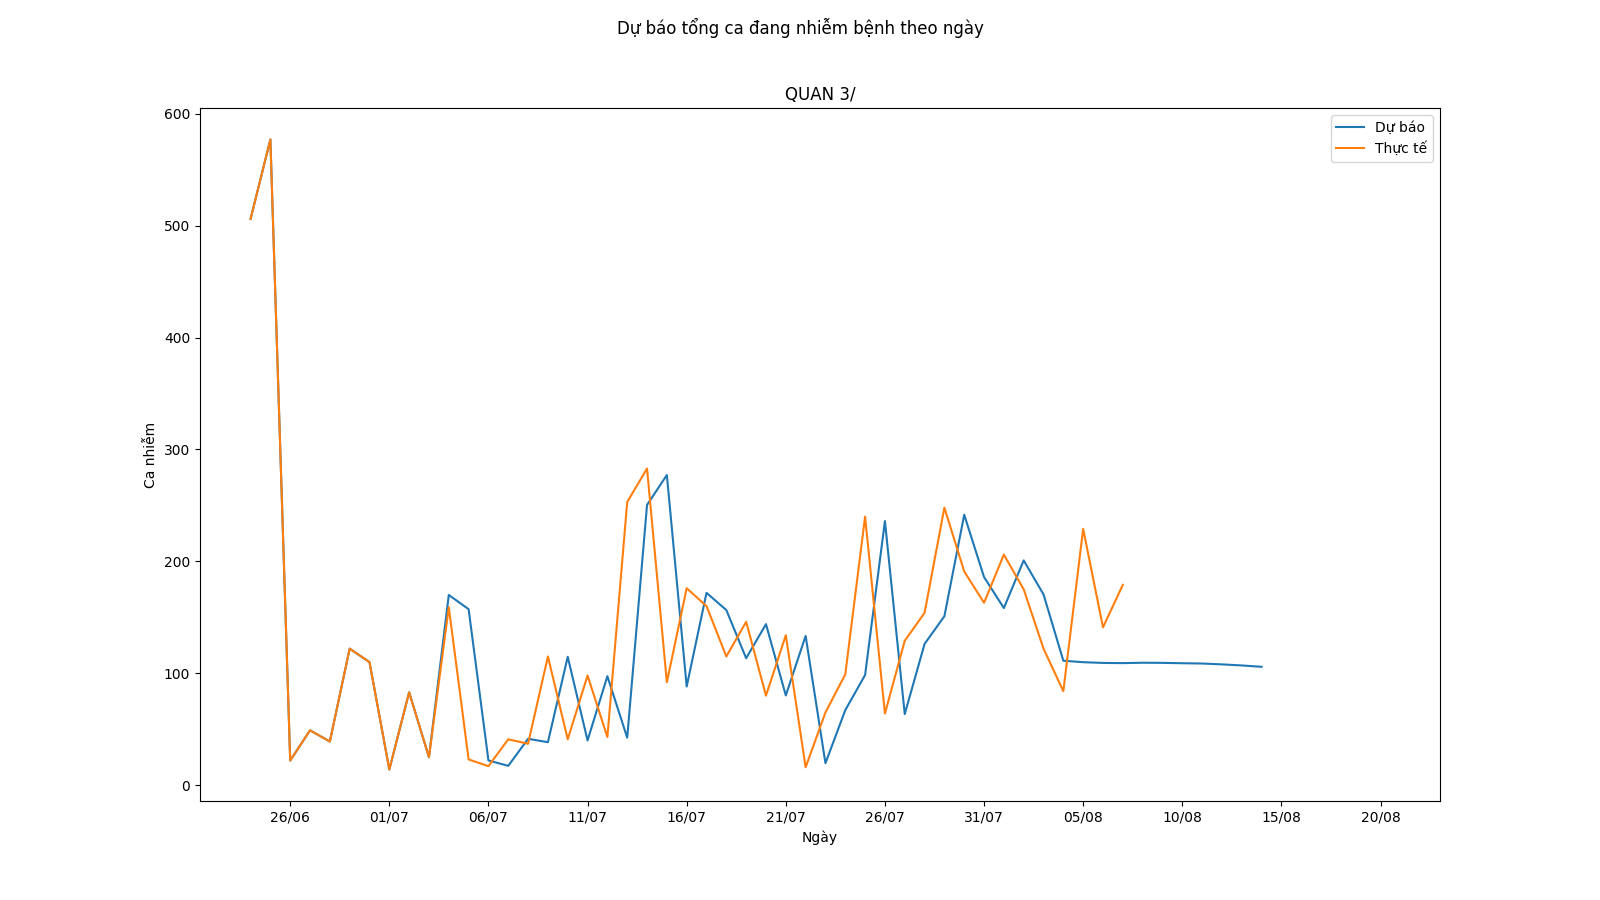 Dự báo tổng ca đang nhiễm bệnh theo ngày
QUAN 3/
Dự báo
Thực tế
600
500
400
300
200
100
0
Ca nhiễm
26/06 01/07 06/07 11/07 16/07 21/07 26/07 31/07 05/08 10/08 15/08 20/08
Ngày